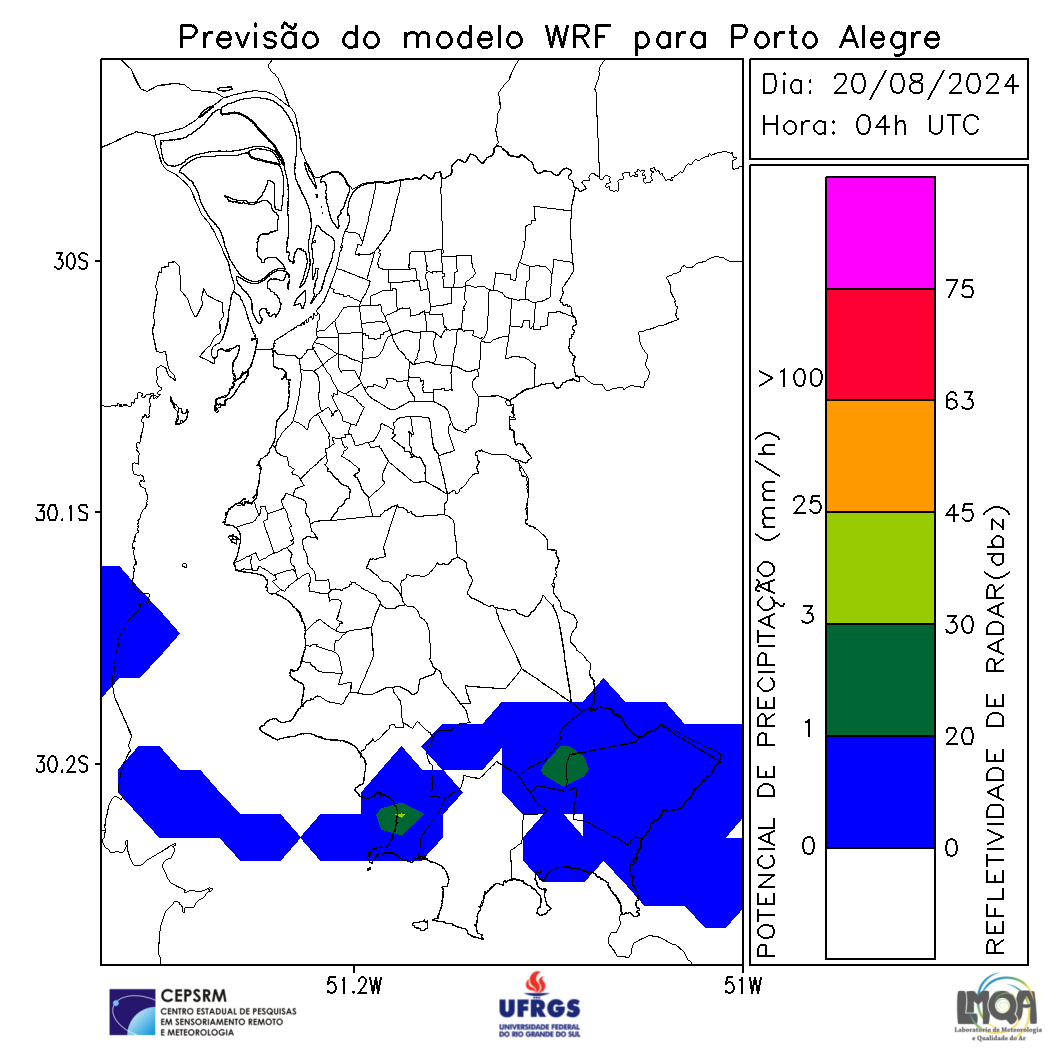 Previsão do modelo WRF para Porto Alegre
Dia: 20/08/2024
Hora: 04h UTC
30S
30.1S
30.2S
51.2W
51W
POTENCIAL DE PRECIPITAÇÃO (mm/h)
>100
25
3
1
0
75
63
45
30
20
0
REFLETIVIDADE DE RADAR(dbz)
CEPSRM
CENTRO ESTADUAL DE PESQUISAS
EM SENSORIAMENTO REMOTO
E METEOROLOGIA
UFRGS
UNIVERSIDADE FEDERAL
DO RIO GRANDE DO SUL
LMQA
Laboratório de Meteorologia
e Qualidade do Ar